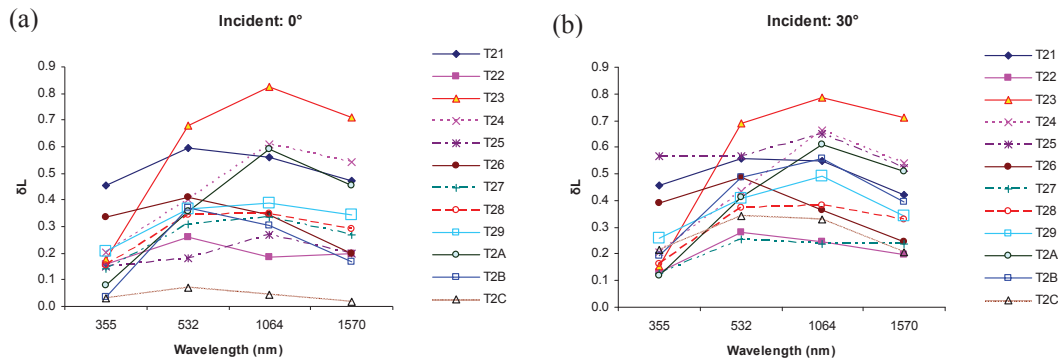 (a)
Incident: 0°
δL
0.9
0.8
0.7
0.6
0.5
0.4
0.3
0.2
0.1
0.0
355 532 1064 1570
Wavelength (nm)
T21
T22
T23
T24
T25
T26
T27
T28
T29
T2A
T2B
T2C
(b)
Incident: 30°
δL
0.9
0.8
0.7
0.6
0.5
0.4
0.3
0.2
0.1
0.0
355 532 1064 1570
Wavelength (nm)
T21
T22
T23
T24
T25
T26
T27
T28
T29
T2A
T2B
T2C